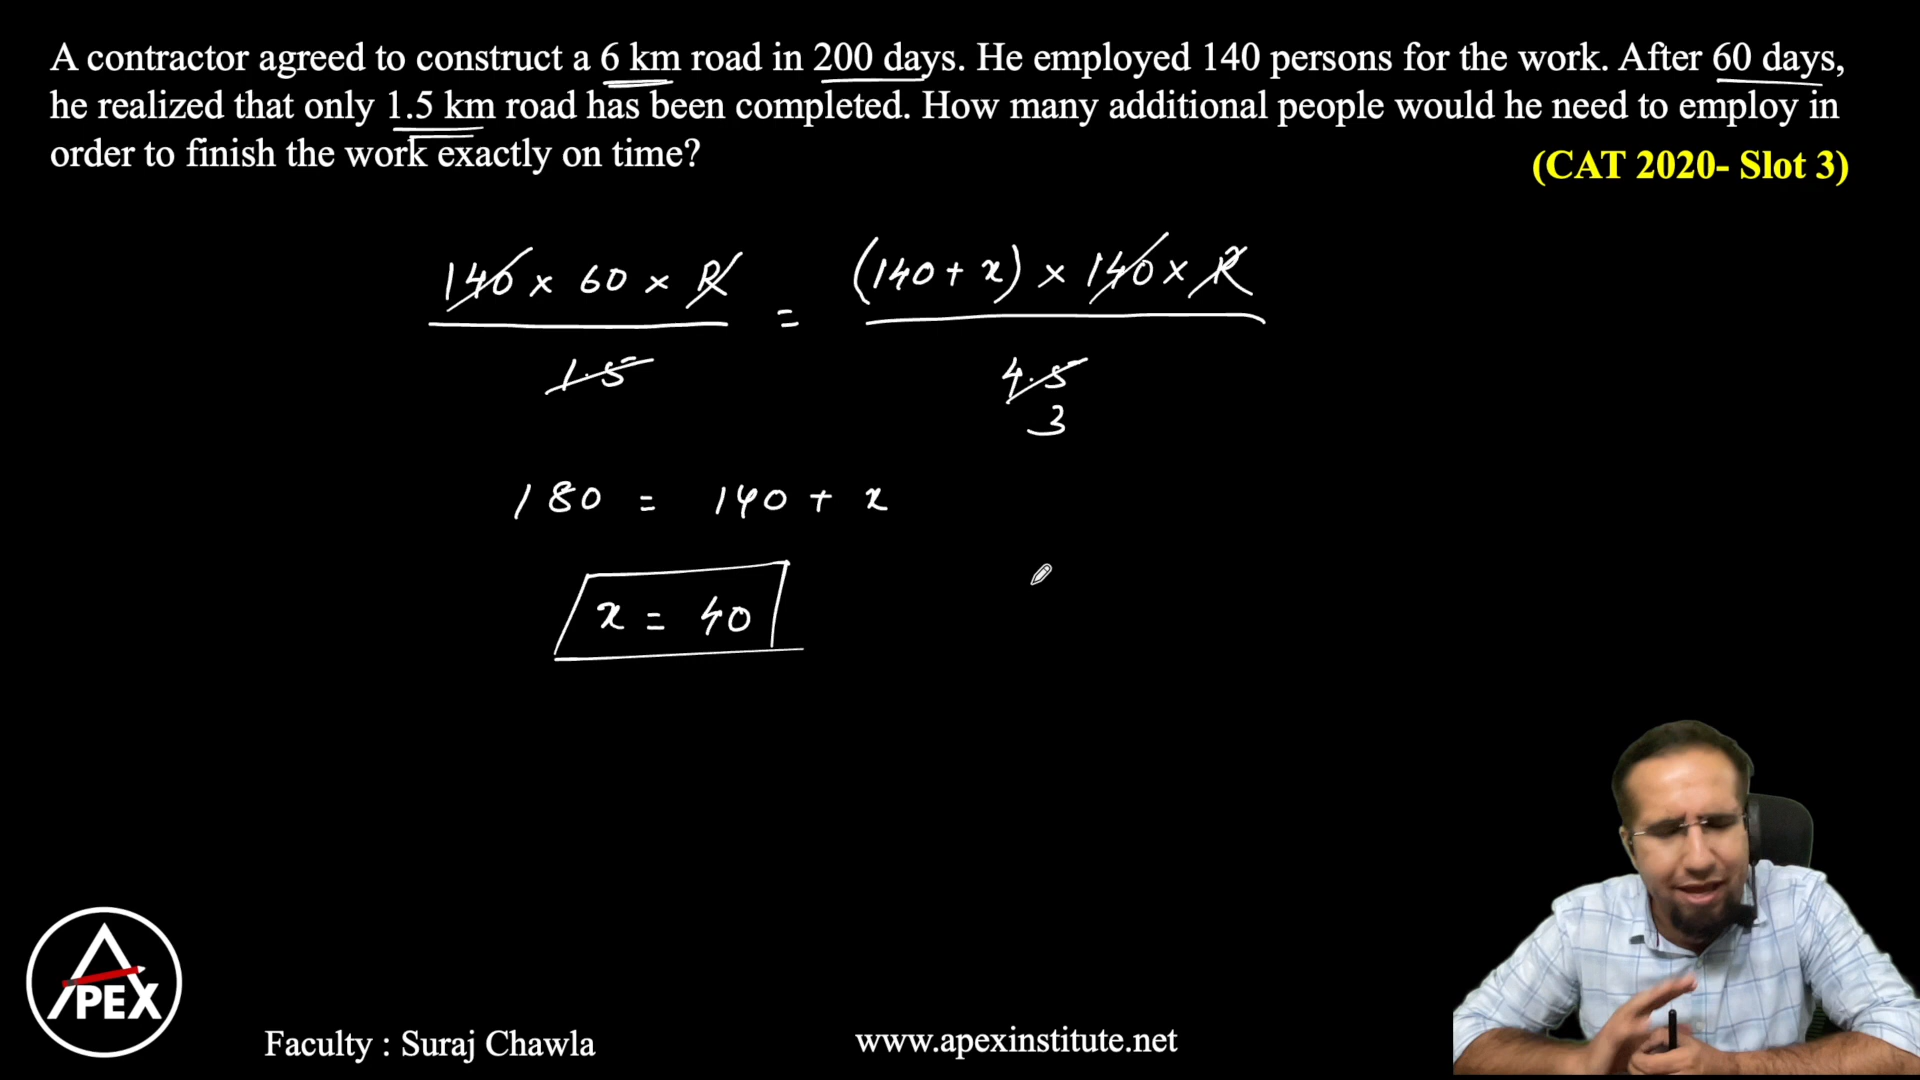 A contractor agreed to construct a 6 km road in 200 days. He employed 140 persons for the work. After 60 days,
he realized that only 1.5 km road has been completed. How many additional people would he need to employ in
order to finish the work exactly on time?
(CAT 2020- Slot 3)
140 × 60 × R / 1.5 = (140 + x) × 140 × R / 4.5
3
180 = 140 + x
x = 40
APEX
Faculty : Suraj Chawla
www.apexinstitute.net